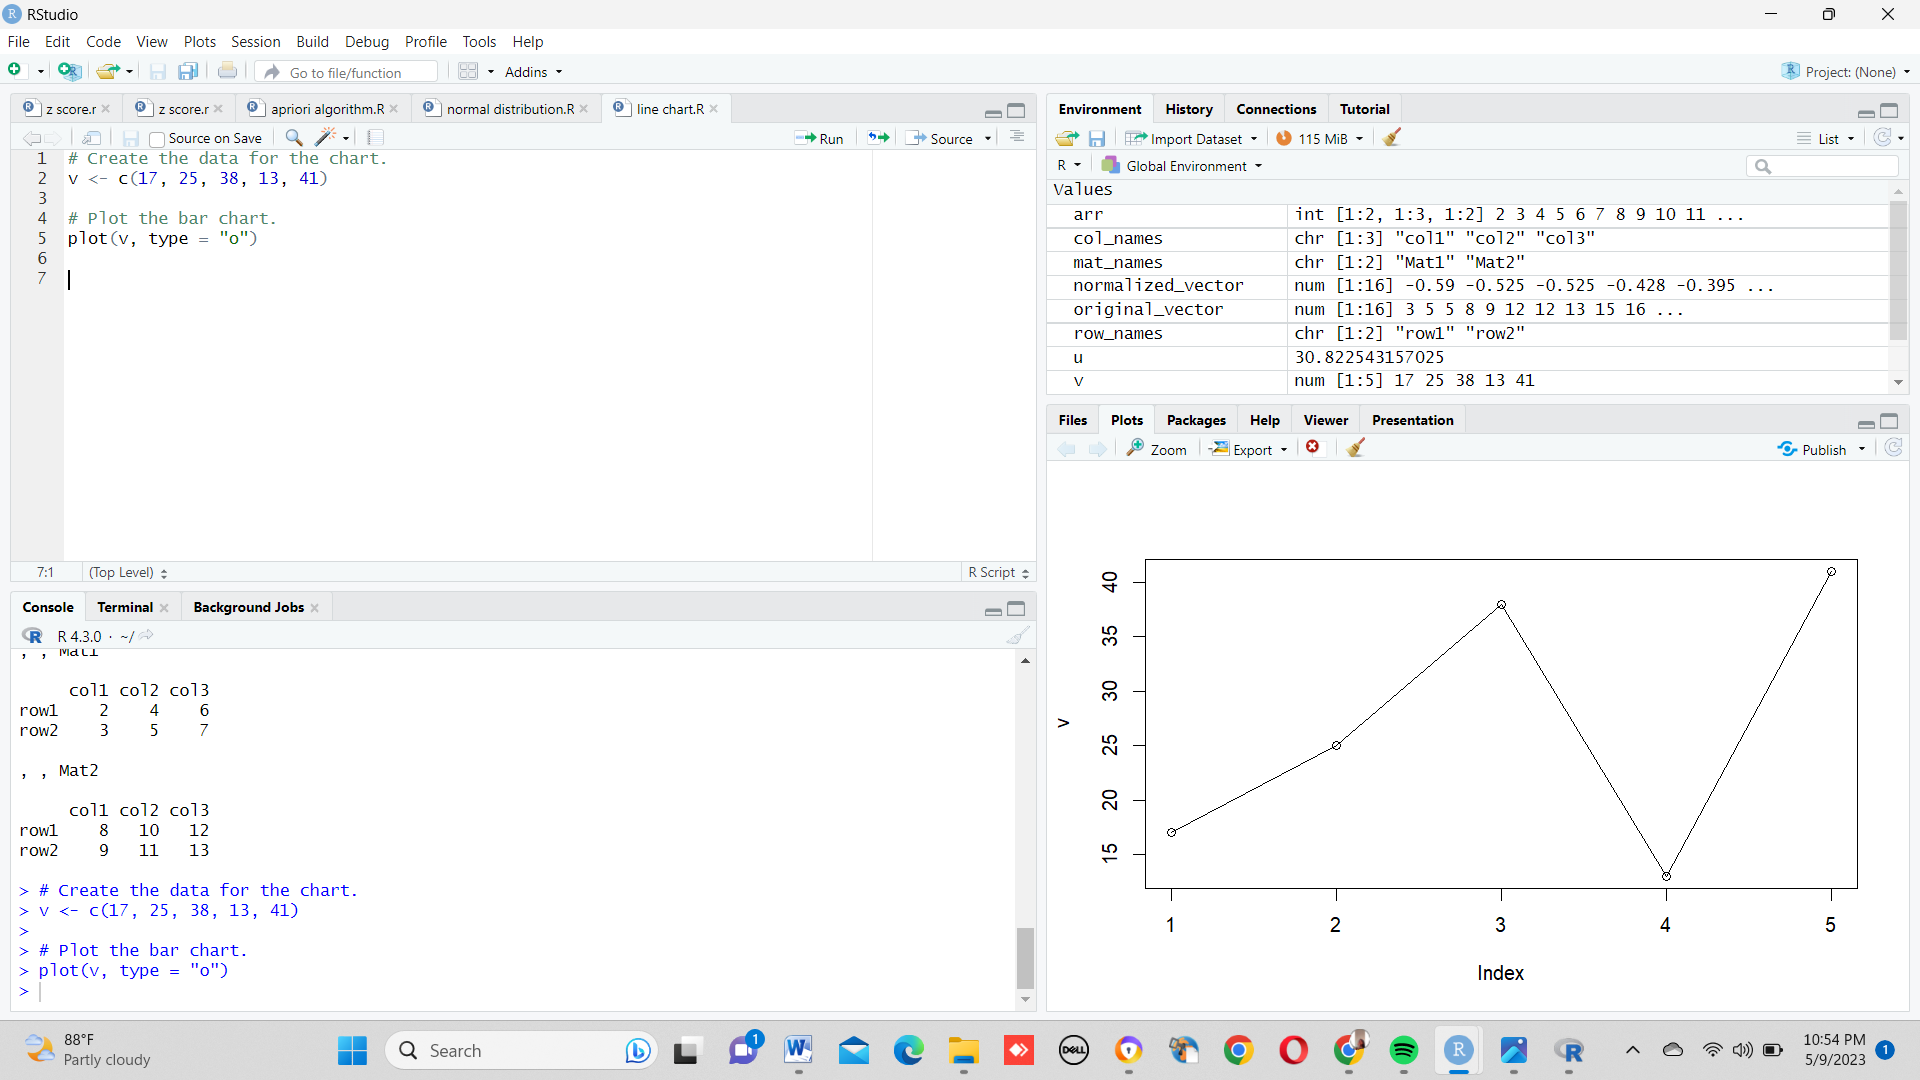 RStudio
File Edit Code View Plots Session Build Debug Profile Tools Help
Go to file/function Addins Project: (None)
z score.r z score.r apriori algorithm.R normal distribution.R line chart.R
Source on Save Run Source
1 # Create the data for the chart.
2 v <- c(17, 25, 38, 13, 41)
3
4 # Plot the bar chart.
5 plot(v, type = "o")
6
7
7:1 (Top Level) R Script
Console Terminal Background Jobs
R 4.3.0 · ~/
, , Mat1
col1 col2 col3
row1 2 4 6
row2 3 5 7
, , Mat2
col1 col2 col3
row1 8 10 12
row2 9 11 13
> # Create the data for the chart.
> v <- c(17, 25, 38, 13, 41)
>
> # Plot the bar chart.
> plot(v, type = "o")
>
Environment History Connections Tutorial
Import Dataset 115 MiB List
R Global Environment
Values
arr int [1:2, 1:3, 1:2] 2 3 4 5 6 7 8 9 10 11 ...
col_names chr [1:3] "col1" "col2" "col3"
mat_names chr [1:2] "Mat1" "Mat2"
normalized_vector num [1:16] -0.59 -0.525 -0.525 -0.428 -0.395 ...
original_vector num [1:16] 3 5 5 8 9 12 12 13 15 16 ...
row_names chr [1:2] "row1" "row2"
u 30.822543157025
v num [1:5] 17 25 38 13 41
Files Plots Packages Help Viewer Presentation
Zoom Export Publish
40
35
30
25
20
15
v
1 2 3 4 5
Index
88°F
Partly cloudy
Search
1
DELL
10:54 PM
5/9/2023
1